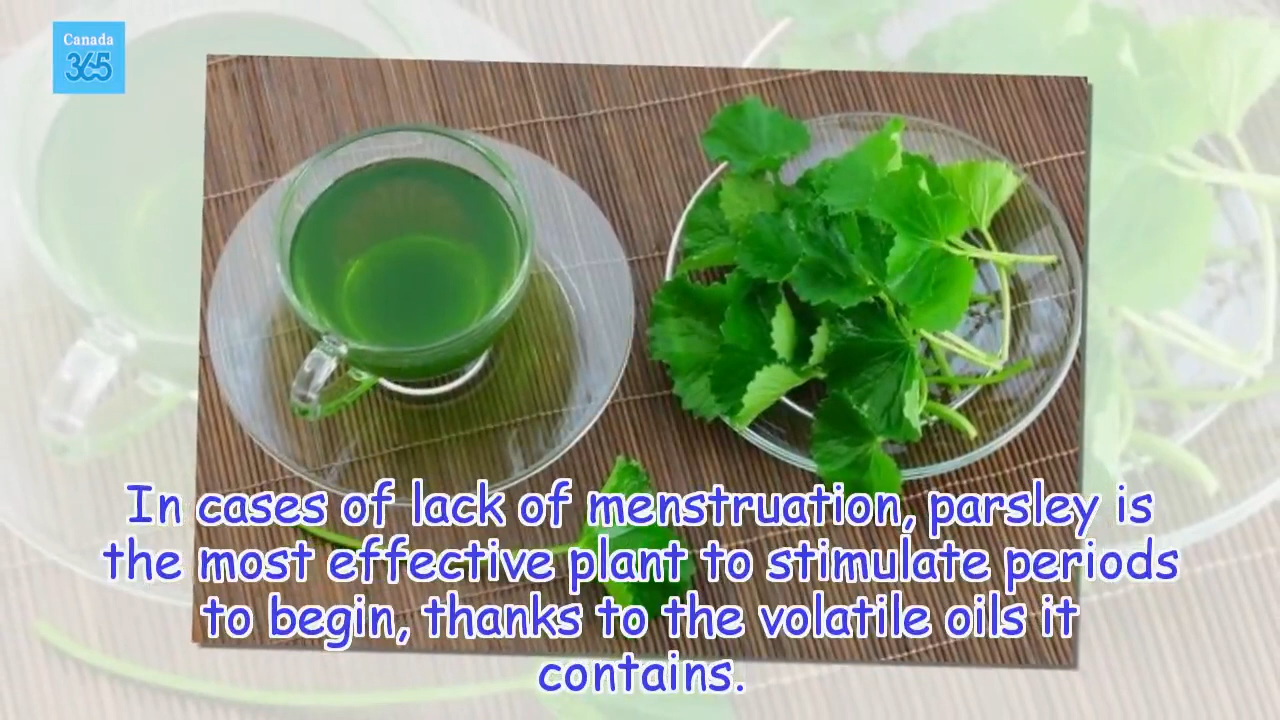 Canada
365
In cases of lack of menstruation, parsley is
the most effective plant to stimulate periods
to begin, thanks to the volatile oils it
contains.